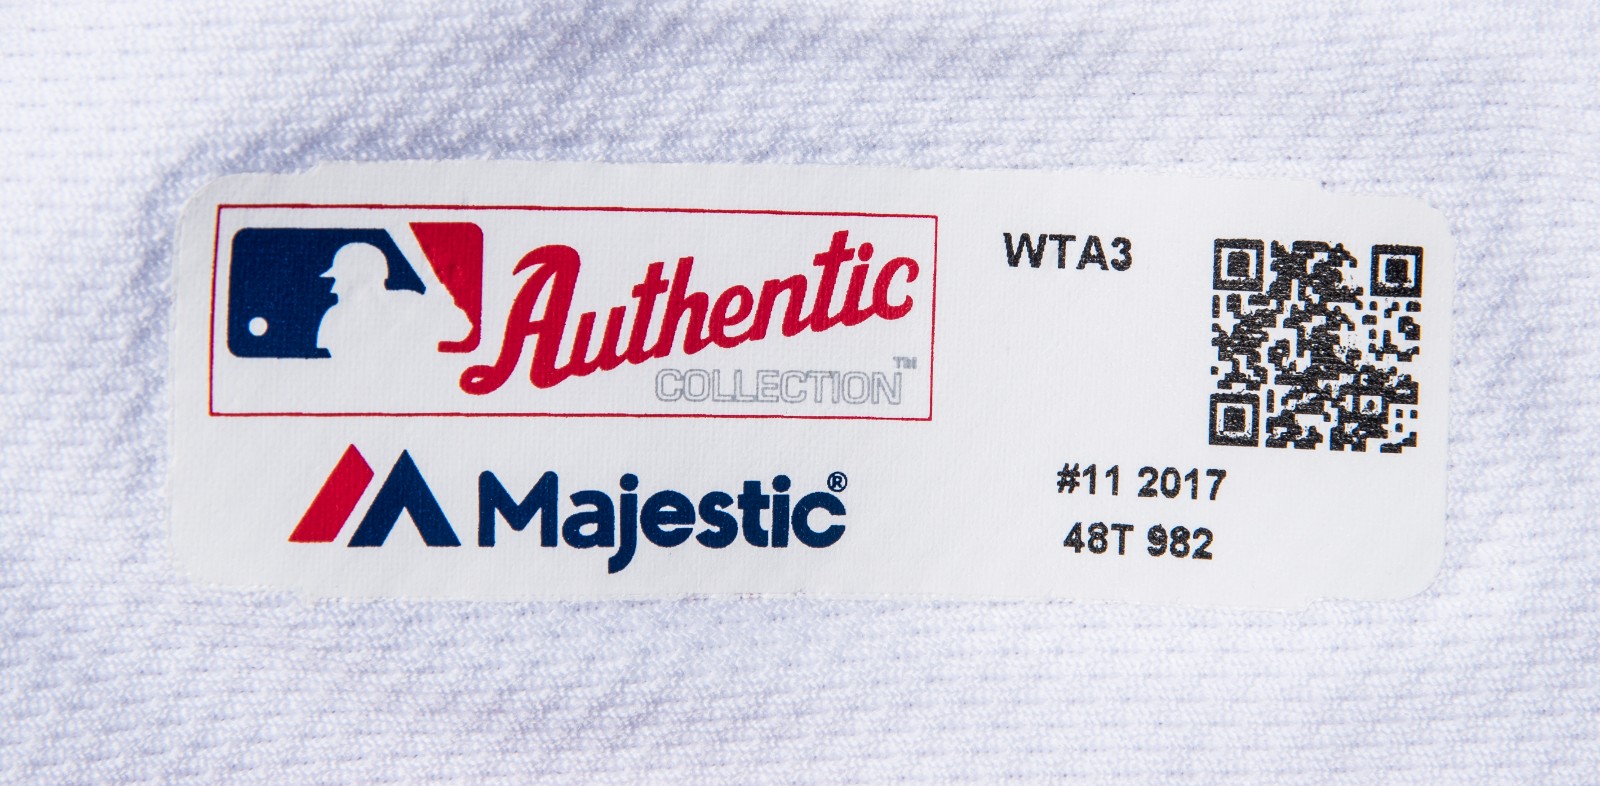 Authentic
COLLECTION™
Majestic®
WTA3
#11 2017
48T 982